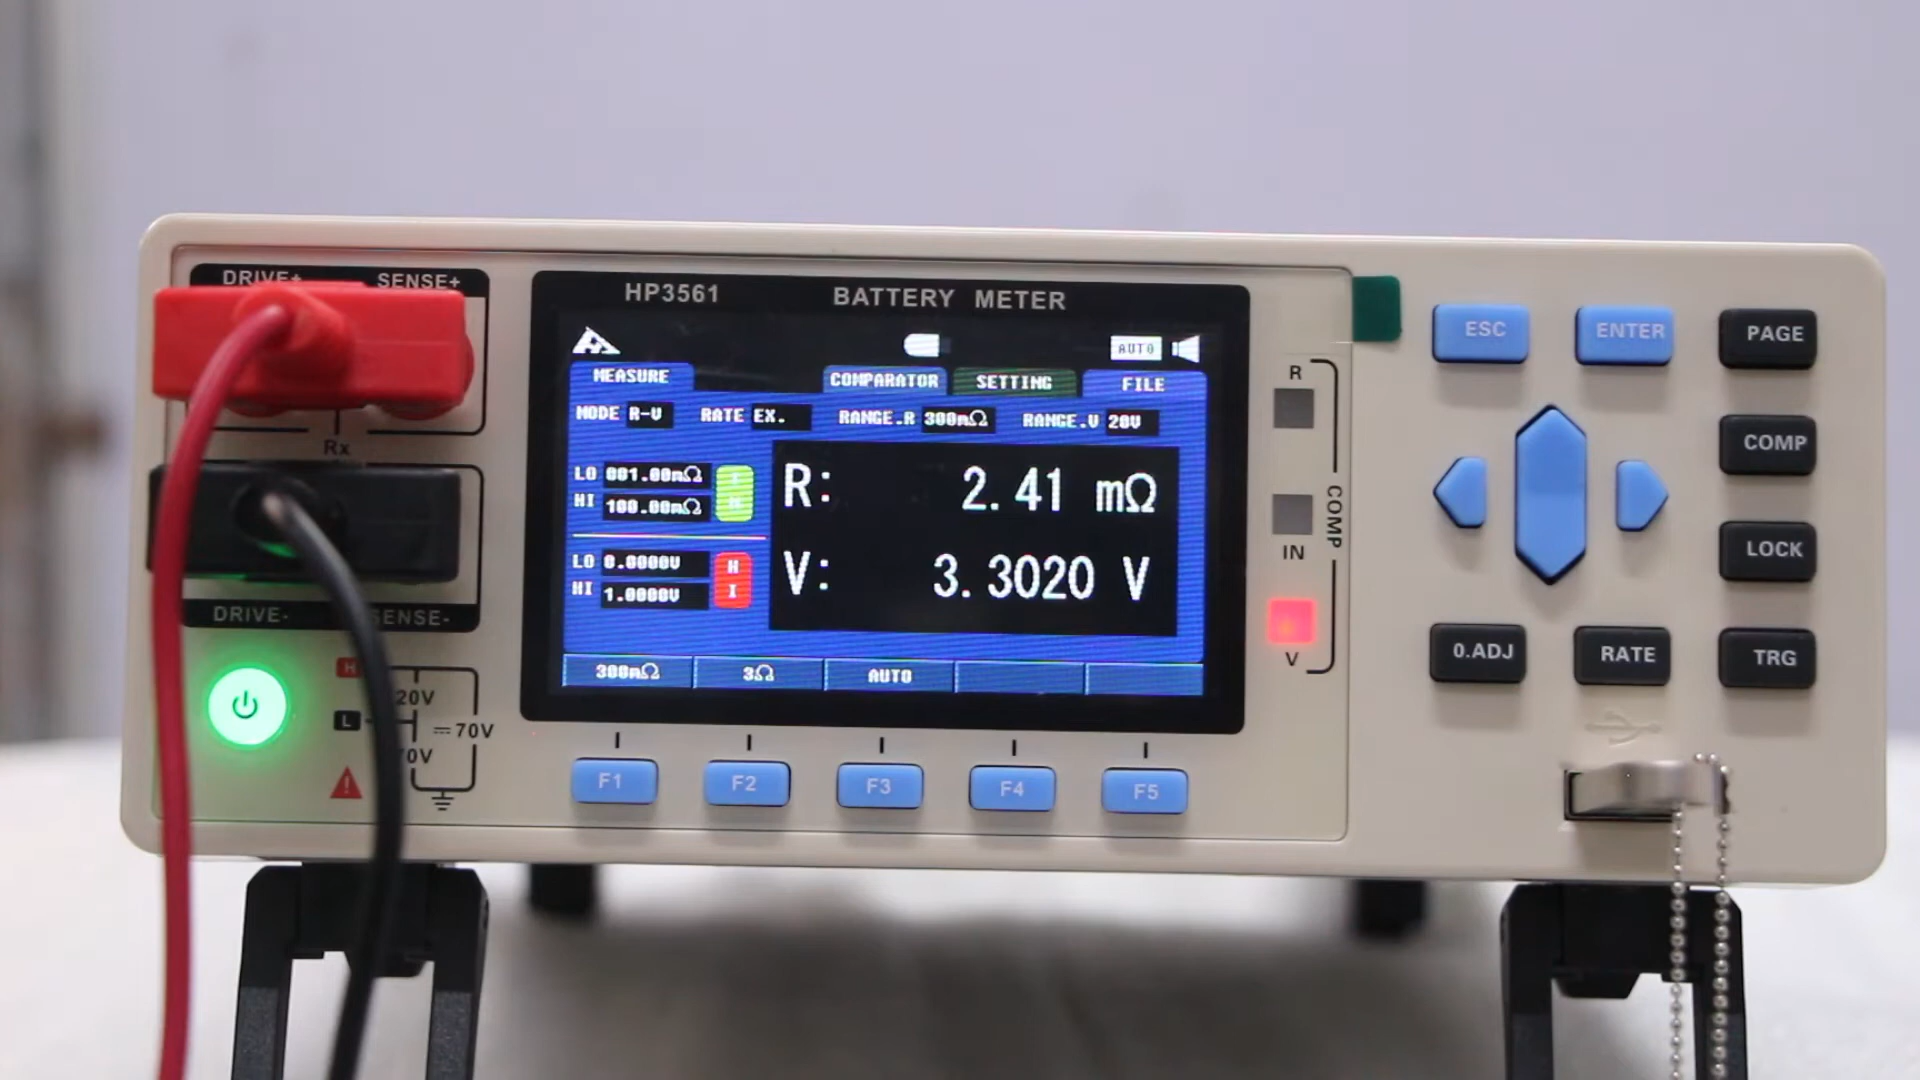 DRIVE+ SENSE+
Rx
DRIVE- SENSE-
H
20V
L
⎓70V
70V
HP3561 BATTERY METER
AUTO
MEASURE COMPARATOR SETTING FILE
MODE R-V RATE EX. RANGE.R 300mΩ RANGE.V 20V
LO 001.00mΩ
HI 100.00mΩ
R: 2.41 mΩ
LO 0.0000V
HI 1.0000V
H
I
V: 3.3020 V
300mΩ 3Ω AUTO
F1 F2 F3 F4 F5
R
COMP
IN
V
ESC ENTER PAGE
COMP
LOCK
0.ADJ RATE TRG